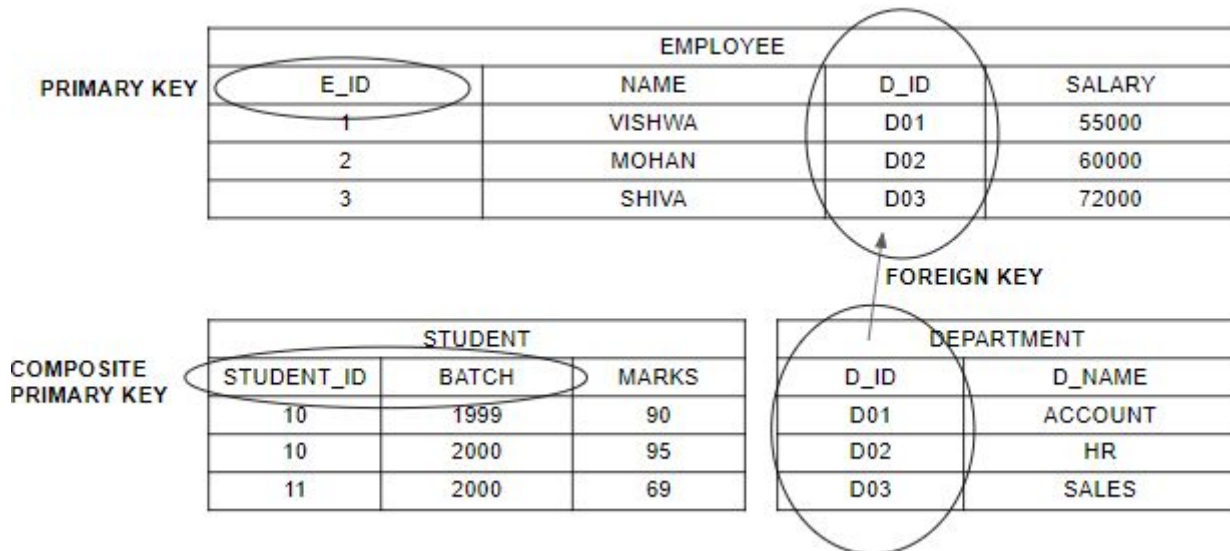 EMPLOYEE
PRIMARY KEY E_ID NAME D_ID SALARY
1 VISHWA D01 55000
2 MOHAN D02 60000
3 SHIVA D03 72000
FOREIGN KEY
STUDENT DEPARTMENT
COMPOSITE
PRIMARY KEY
STUDENT_ID BATCH MARKS D_ID D_NAME
10 1999 90 D01 ACCOUNT
10 2000 95 D02 HR
11 2000 69 D03 SALES